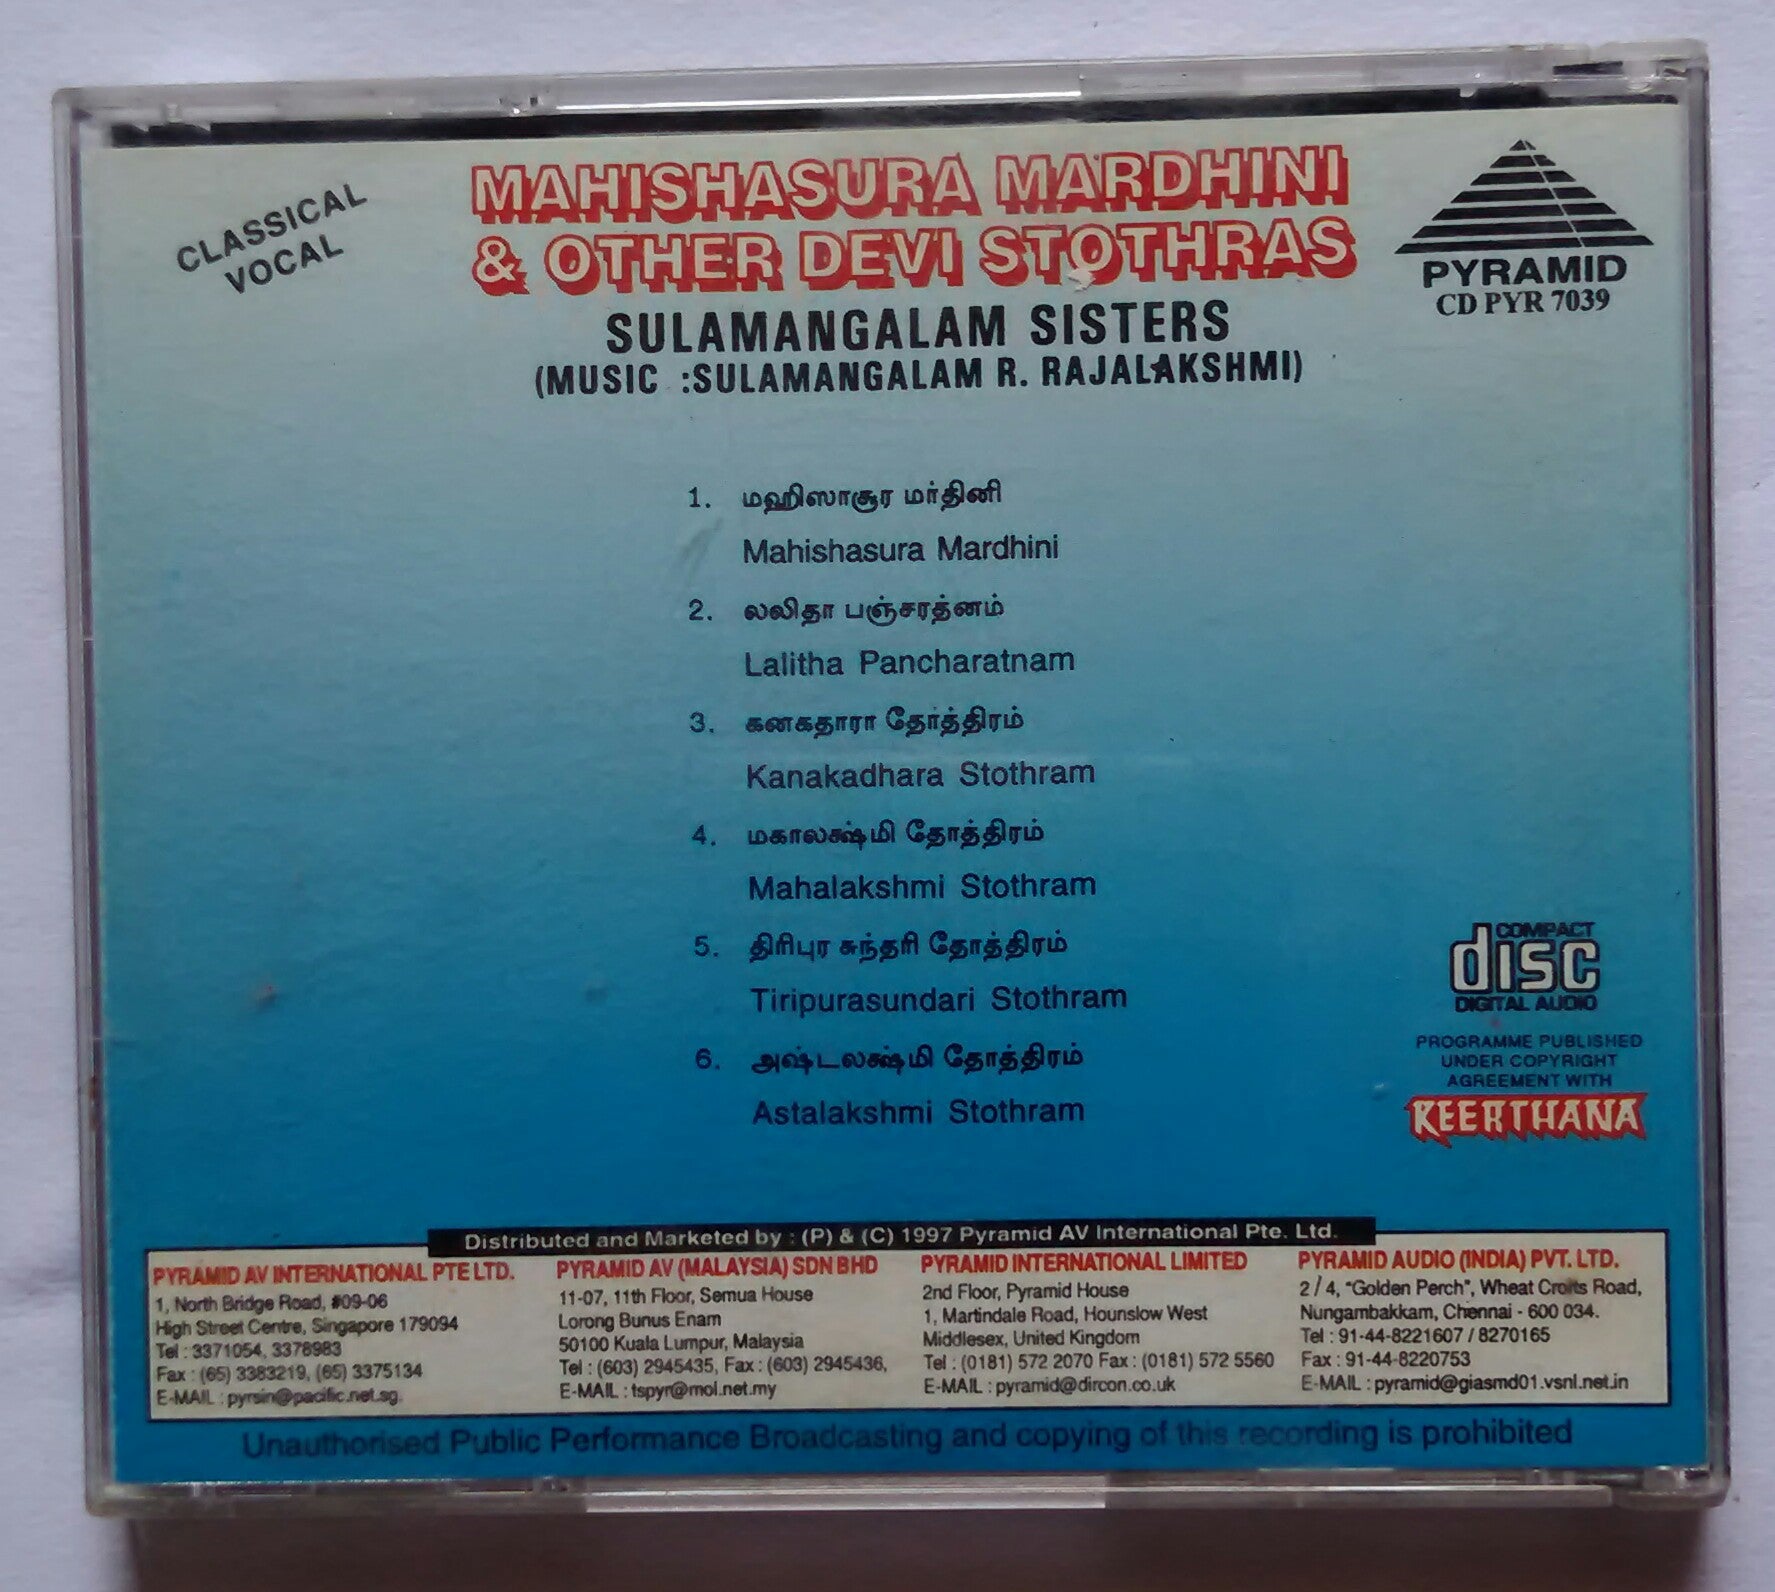 CLASSICAL
VOCAL
MAHISHASURA MARDHINI
& OTHER DEVI STOTHRAS
SULAMANGALAM SISTERS
(MUSIC :SULAMANGALAM R. RAJALAKSHMI)
PYRAMID
CD PYR 7039
1. மஹிஸாசூர மர்தினி
Mahishasura Mardhini
2. லலிதா பஞ்சரத்னம்
Lalitha Pancharatnam
3. கனகதாரா தோத்திரம்
Kanakadhara Stothram
4. மகாலக்ஷ்மி தோத்திரம்
Mahalakshmi Stothram
5. திரிபுர சுந்தரி தோத்திரம்
Tiripurasundari Stothram
6. அஷ்டலக்ஷ்மி தோத்திரம்
Astalakshmi Stothram
COMPACT
disc
DIGITAL AUDIO
PROGRAMME PUBLISHED
UNDER COPYRIGHT
AGREEMENT WITH
KEERTHANA
Distributed and Marketed by : (P) & (C) 1997 Pyramid AV International Pte. Ltd.
PYRAMID AV INTERNATIONAL PTE LTD.
1, North Bridge Road, #09-06
High Street Centre, Singapore 179094
Tel : 3371054, 3378983
Fax : (65) 3383219, (65) 3375134
E-MAIL : pyrsin@pacific.net.sg.
PYRAMID AV (MALAYSIA) SDN BHD
11-07, 11th Floor, Semua House
Lorong Bunus Enam
50100 Kuala Lumpur, Malaysia
Tel : (603) 2945435, Fax : (603) 2945436,
E-MAIL : tspyr@mol.net.my
PYRAMID INTERNATIONAL LIMITED
2nd Floor, Pyramid House
1, Martindale Road, Hounslow West
Middlesex, United Kingdom
Tel : (0181) 572 2070 Fax : (0181) 572 5560
E-MAIL : pyramid@dircon.co.uk
PYRAMID AUDIO (INDIA) PVT. LTD.
2 / 4, "Golden Perch", Wheat Crofts Road,
Nungambakkam, Chennai - 600 034.
Tel : 91-44-8221607 / 8270165
Fax : 91-44-8220753
E-MAIL : pyramid@giasmd01.vsnl.net.in
Unauthorised Public Performance Broadcasting and copying of this recording is prohibited